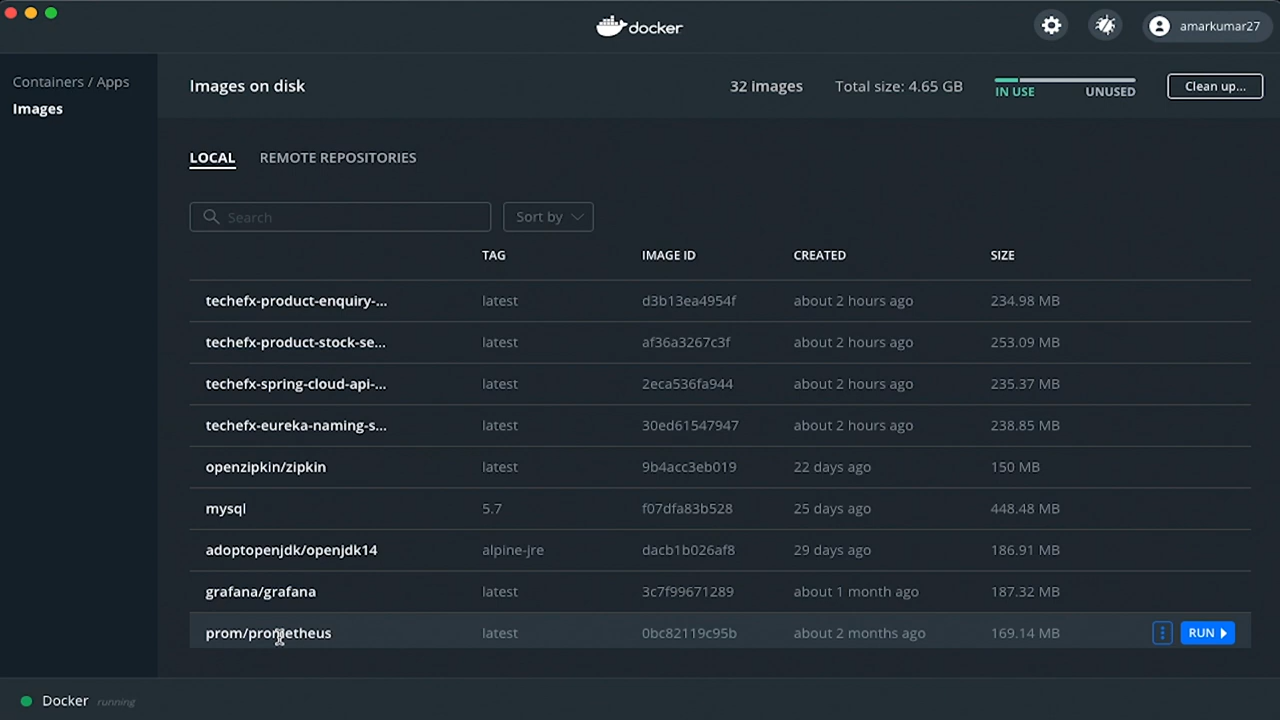 docker
amarkumar27
Containers / Apps
Images
Images on disk
32 images
Total size: 4.65 GB
IN USE
UNUSED
Clean up...
LOCAL
REMOTE REPOSITORIES
Search
Sort by
TAG IMAGE ID CREATED SIZE
techefx-product-enquiry-... latest d3b13ea4954f about 2 hours ago 234.98 MB
techefx-product-stock-se... latest af36a3267c3f about 2 hours ago 253.09 MB
techefx-spring-cloud-api-... latest 2eca536fa944 about 2 hours ago 235.37 MB
techefx-eureka-naming-s... latest 30ed61547947 about 2 hours ago 238.85 MB
openzipkin/zipkin latest 9b4acc3eb019 22 days ago 150 MB
mysql 5.7 f07dfa83b528 25 days ago 448.48 MB
adoptopenjdk/openjdk14 alpine-jre dacb1b026af8 29 days ago 186.91 MB
grafana/grafana latest 3c7f99671289 about 1 month ago 187.32 MB
prom/prometheus latest 0bc82119c95b about 2 months ago 169.14 MB RUN
Docker running